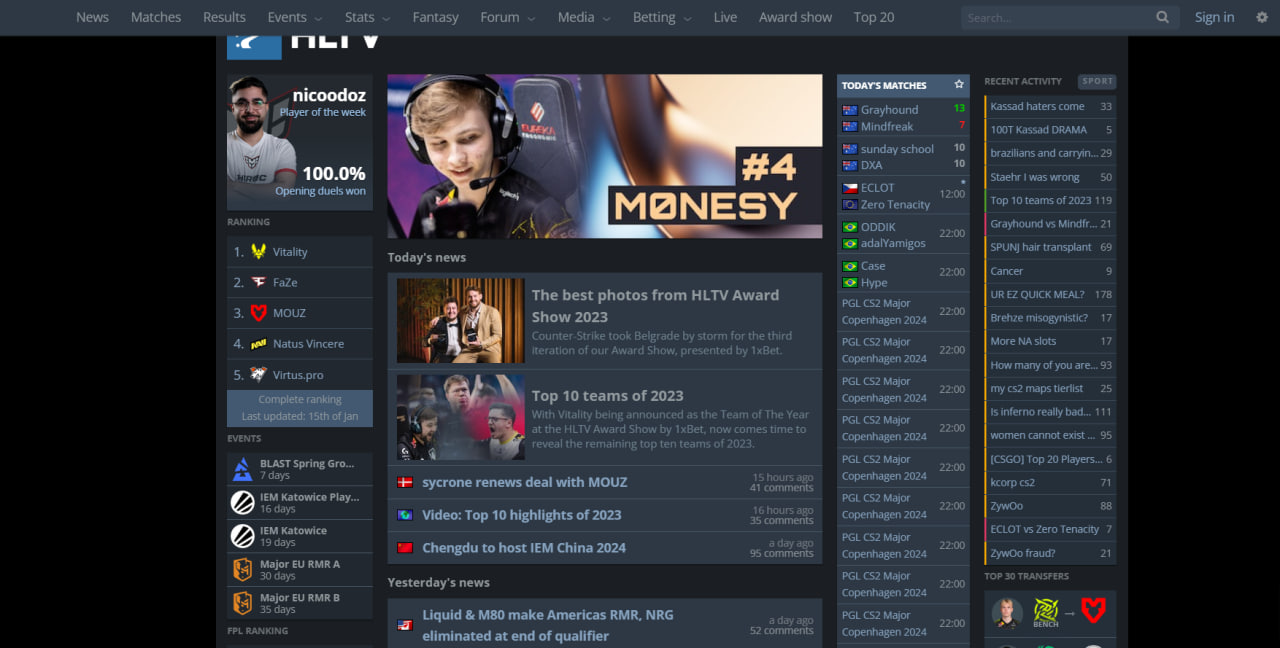 News Matches Results Events Stats Fantasy Forum Media Betting Live Award show Top 20 Search... Sign in
HLTV
nicoodoz
Player of the week
100.0%
Opening duels won
RANKING
1. Vitality
2. FaZe
3. MOUZ
4. Natus Vincere
5. Virtus.pro
Complete ranking
Last updated: 15th of Jan
EVENTS
BLAST Spring Gro...
7 days
IEM Katowice Play...
16 days
IEM Katowice
19 days
Major EU RMR A
30 days
Major EU RMR B
35 days
FPL RANKING
EUREKA
#4
M0NESY
Today's news
The best photos from HLTV Award
Show 2023
Counter-Strike took Belgrade by storm for the third
iteration of our Award Show, presented by 1xBet.
Top 10 teams of 2023
With Vitality being announced as the Team of The Year
at the HLTV Award Show by 1xBet, now comes time to
reveal the remaining top ten teams of 2023.
sycrone renews deal with MOUZ
15 hours ago
41 comments
Video: Top 10 highlights of 2023
16 hours ago
35 comments
Chengdu to host IEM China 2024
a day ago
95 comments
Yesterday's news
Liquid & M80 make Americas RMR, NRG
eliminated at end of qualifier
a day ago
52 comments
TODAY'S MATCHES
Grayhound 13
Mindfreak 7
sunday school 10
DXA 10
ECLOT
Zero Tenacity
12:00
ODDIK
adalYamigos
22:00
Case
Hype
22:00
PGL CS2 Major
Copenhagen 2024
22:00
PGL CS2 Major
Copenhagen 2024
22:00
PGL CS2 Major
Copenhagen 2024
22:00
PGL CS2 Major
Copenhagen 2024
22:00
PGL CS2 Major
Copenhagen 2024
22:00
PGL CS2 Major
Copenhagen 2024
22:00
PGL CS2 Major
Copenhagen 2024
22:00
PGL CS2 Major
Copenhagen 2024
22:00
PGL CS2 Major
Copenhagen 2024
22:00
RECENT ACTIVITY SPORT
Kassad haters come 33
100T Kassad DRAMA 5
brazilians and carryin... 29
Staehr I was wrong 50
Top 10 teams of 2023 119
Grayhound vs Mindfr... 21
SPUNJ hair transplant 69
Cancer 9
UR EZ QUICK MEAL? 178
Brehze misogynistic? 17
More NA slots 17
How many of you are... 93
my cs2 maps tierlist 25
Is inferno really bad... 111
women cannot exist ... 95
[CSGO] Top 20 Players... 6
kcorp cs2 71
ZywOo 88
ECLOT vs Zero Tenacity 7
ZywOo fraud? 21
TOP 30 TRANSFERS
BENCH